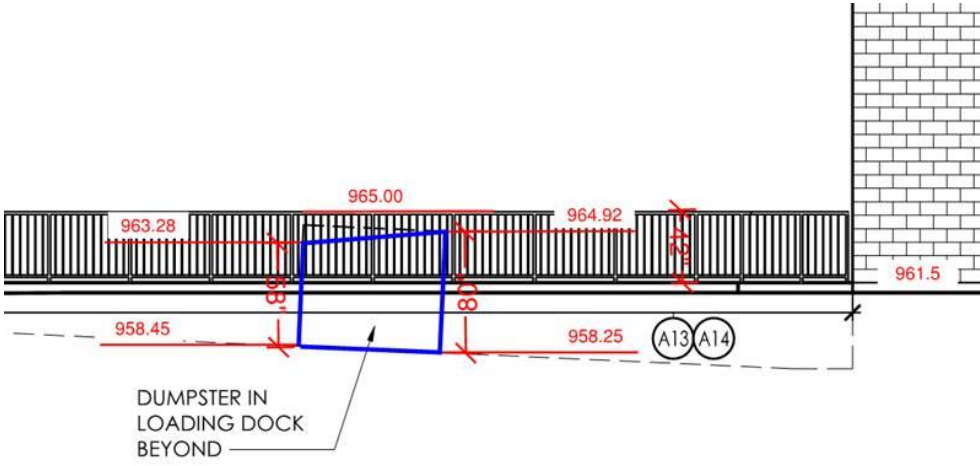 965.00
963.28
964.92
42"
961.5
58'
.08
958.45
958.25
A13
A14
DUMPSTER IN
LOADING DOCK
BEYOND